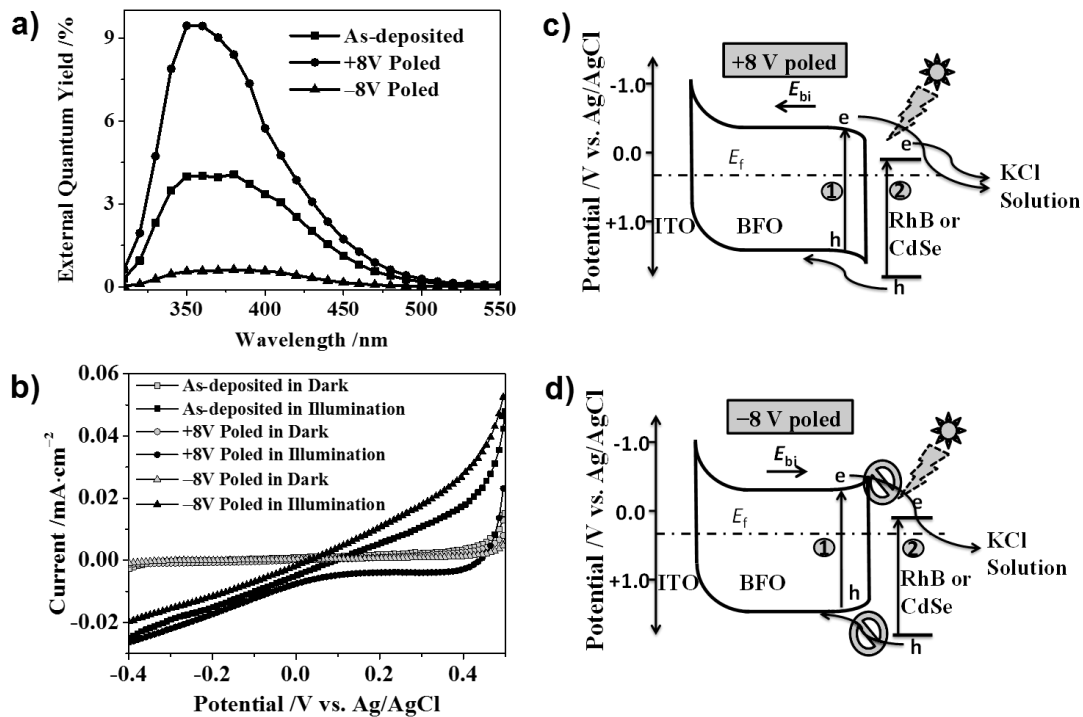 a)
External Quantum Yield /%
9
6
3
0
As-deposited
+8V Poled
–8V Poled
350 400 450 500 550
Wavelength /nm
b)
Current /mA·cm⁻²
0.06
0.04
0.02
0.00
-0.02
As-deposited in Dark
As-deposited in Illumination
+8V Poled in Dark
+8V Poled in Illumination
–8V Poled in Dark
–8V Poled in Illumination
-0.4 -0.2 0.0 0.2 0.4
Potential /V vs. Ag/AgCl
c)
Potential /V vs. Ag/AgCl
-1.0
0.0
+1.0
+8 V poled
Ebi
e
e
Ef
KCl
Solution
1
2
ITO
BFO
RhB or
CdSe
h
h
d)
Potential /V vs. Ag/AgCl
-1.0
0.0
+1.0
−8 V poled
Ebi
e
e
Ef
KCl
Solution
1
2
ITO
BFO
RhB or
CdSe
h
h